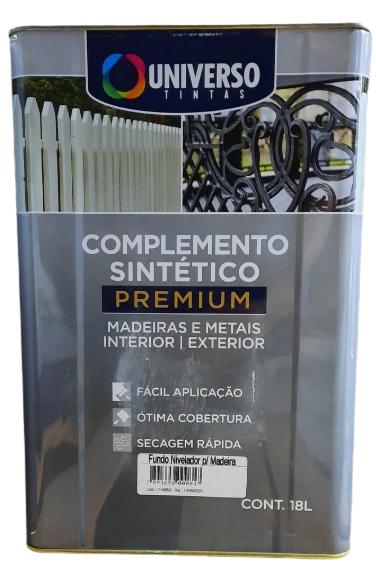 UNIVERSO
TINTAS
COMPLEMENTO
SINTÉTICO
PREMIUM
MADEIRAS E METAIS
INTERIOR | EXTERIOR
FÁCIL APLICAÇÃO
ÓTIMA COBERTURA
SECAGEM RÁPIDA
Fundo Nivelador p/ Madeira
CONT. 18L